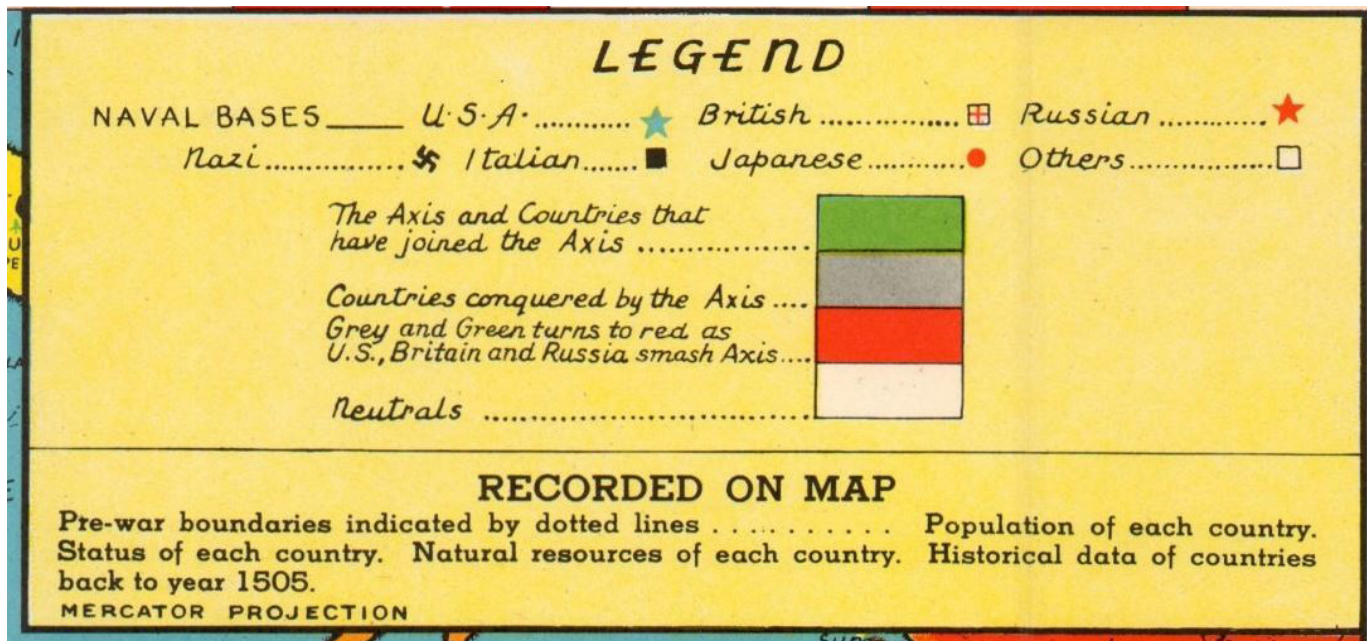 LEGEND
NAVAL BASES____ U.S.A. ............ British ................ Russian ............
Nazi............... Italian....... Japanese............ Others...............
The Axis and Countries that
have joined the Axis ..................
Countries conquered by the Axis ....
Grey and Green turns to red as
U.S., Britain and Russia smash Axis....
Neutrals ..................................
RECORDED ON MAP
Pre-war boundaries indicated by dotted lines . . . . . . . . . . Population of each country.
Status of each country. Natural resources of each country. Historical data of countries
back to year 1505.
MERCATOR PROJECTION